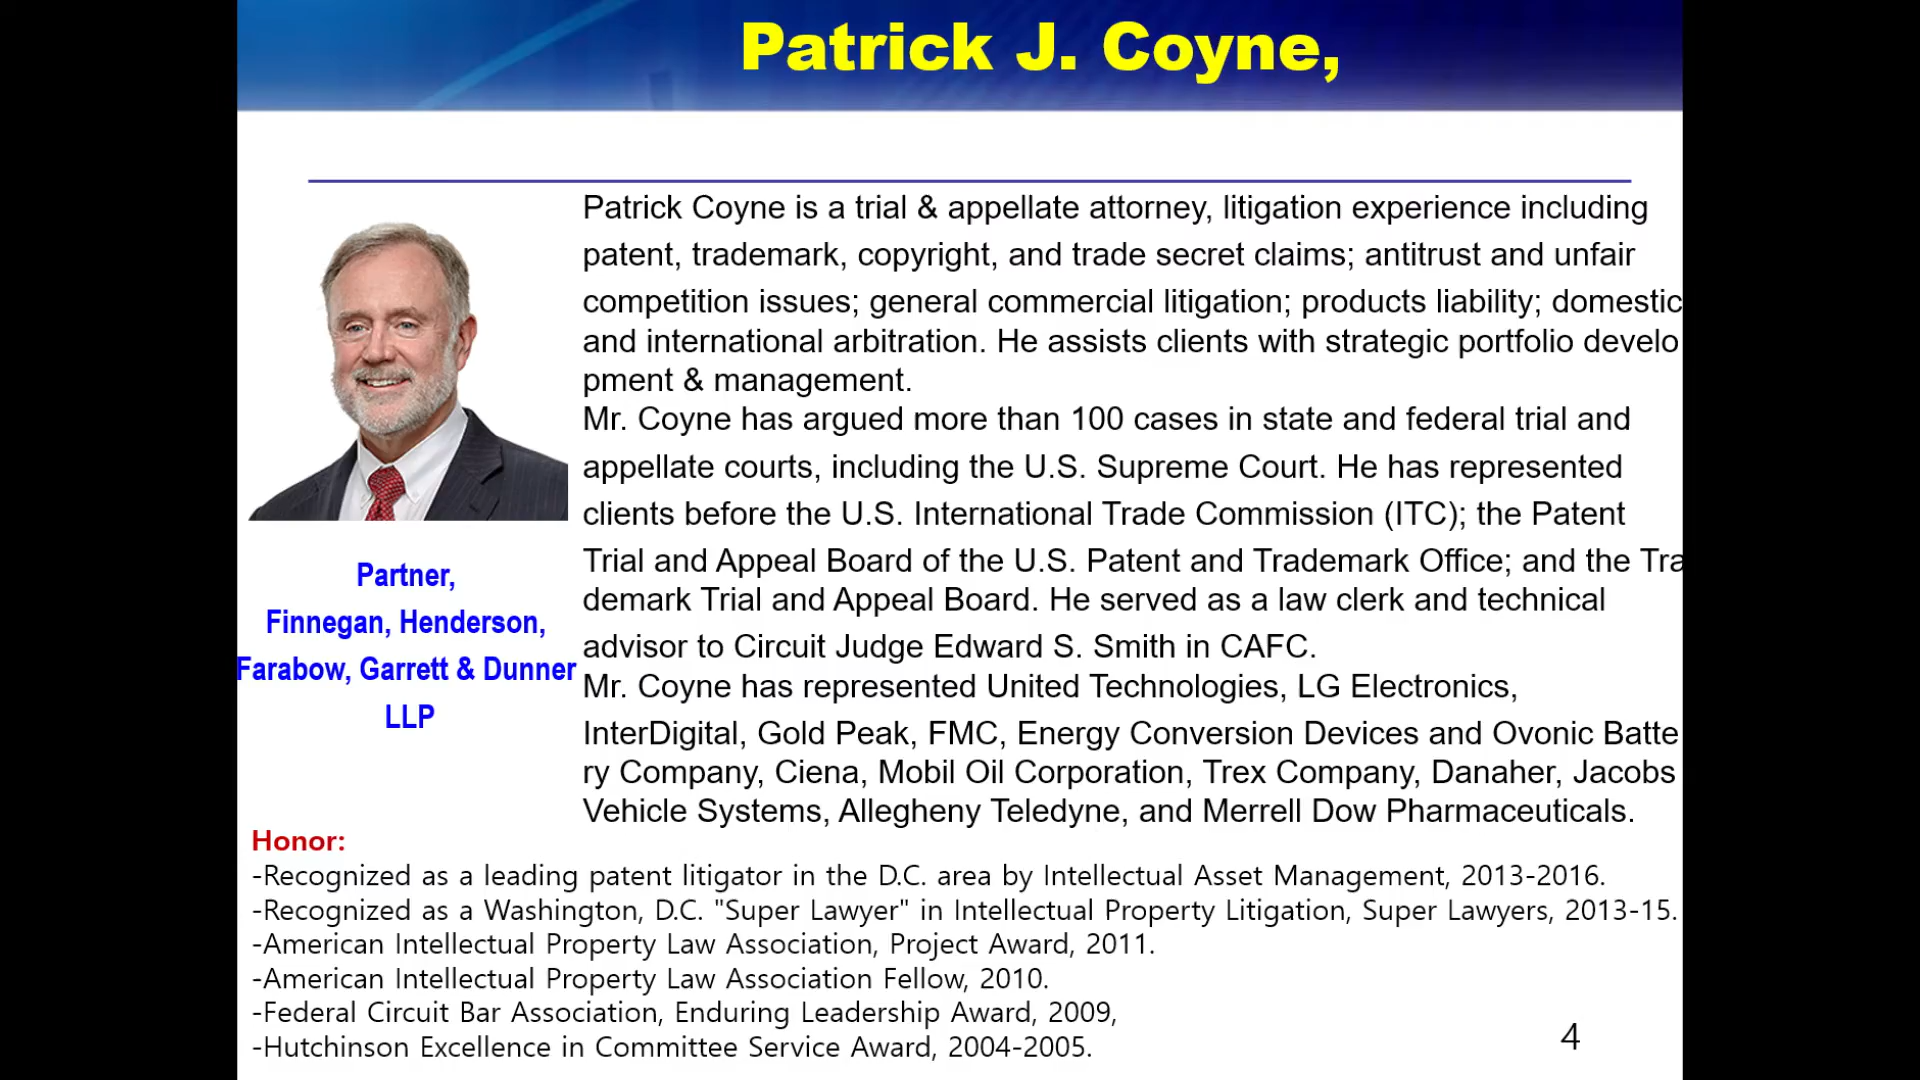 Patrick J. Coyne,
Patrick Coyne is a trial & appellate attorney, litigation experience including
patent, trademark, copyright, and trade secret claims; antitrust and unfair
competition issues; general commercial litigation; products liability; domestic
and international arbitration. He assists clients with strategic portfolio develo
pment & management.
Mr. Coyne has argued more than 100 cases in state and federal trial and
appellate courts, including the U.S. Supreme Court. He has represented
clients before the U.S. International Trade Commission (ITC); the Patent
Trial and Appeal Board of the U.S. Patent and Trademark Office; and the Tra
demark Trial and Appeal Board. He served as a law clerk and technical
advisor to Circuit Judge Edward S. Smith in CAFC.
Mr. Coyne has represented United Technologies, LG Electronics,
InterDigital, Gold Peak, FMC, Energy Conversion Devices and Ovonic Batte
ry Company, Ciena, Mobil Oil Corporation, Trex Company, Danaher, Jacobs
Vehicle Systems, Allegheny Teledyne, and Merrell Dow Pharmaceuticals.
Partner,
Finnegan, Henderson,
Farabow, Garrett & Dunner
LLP
Honor:
-Recognized as a leading patent litigator in the D.C. area by Intellectual Asset Management, 2013-2016.
-Recognized as a Washington, D.C. "Super Lawyer" in Intellectual Property Litigation, Super Lawyers, 2013-15.
-American Intellectual Property Law Association, Project Award, 2011.
-American Intellectual Property Law Association Fellow, 2010.
-Federal Circuit Bar Association, Enduring Leadership Award, 2009,
-Hutchinson Excellence in Committee Service Award, 2004-2005.
4